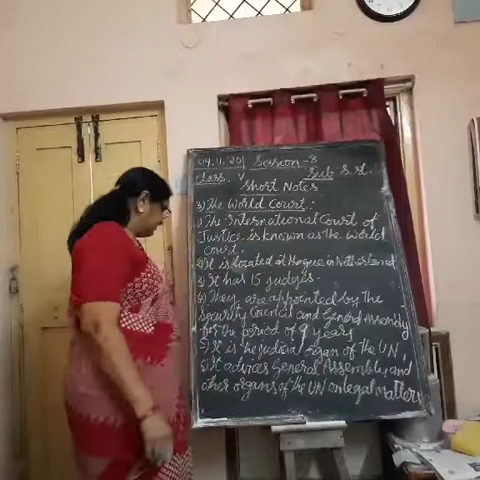 Session-8
class. V Sub S.St.
Short Notes
3) The World Court:
1) The International Court of
Justice is known as the World
Court.
2) It is located at Hague in Netherland
3) It has 15 judges.
4) They are appointed by the
Security Council and General Assembly
for the period of 9 years
5) It is the judicial organ of the UN.
6) It advices General Assembly and
other organs of the UN on legal matters